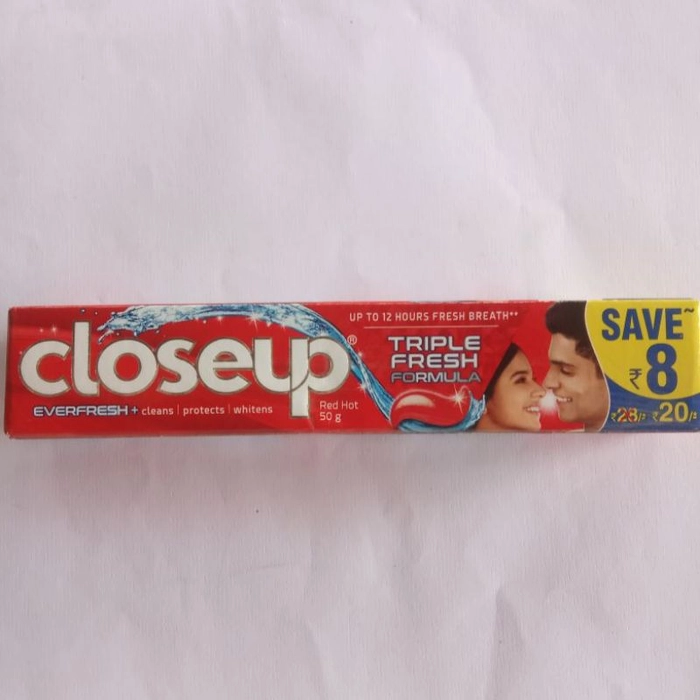 closeup®
EVERFRESH + cleans | protects | whitens
Red Hot
50 g
UP TO 12 HOURS FRESH BREATH**
TRIPLE
FRESH
FORMULA
SAVE~
₹8
₹28/- ₹20/-